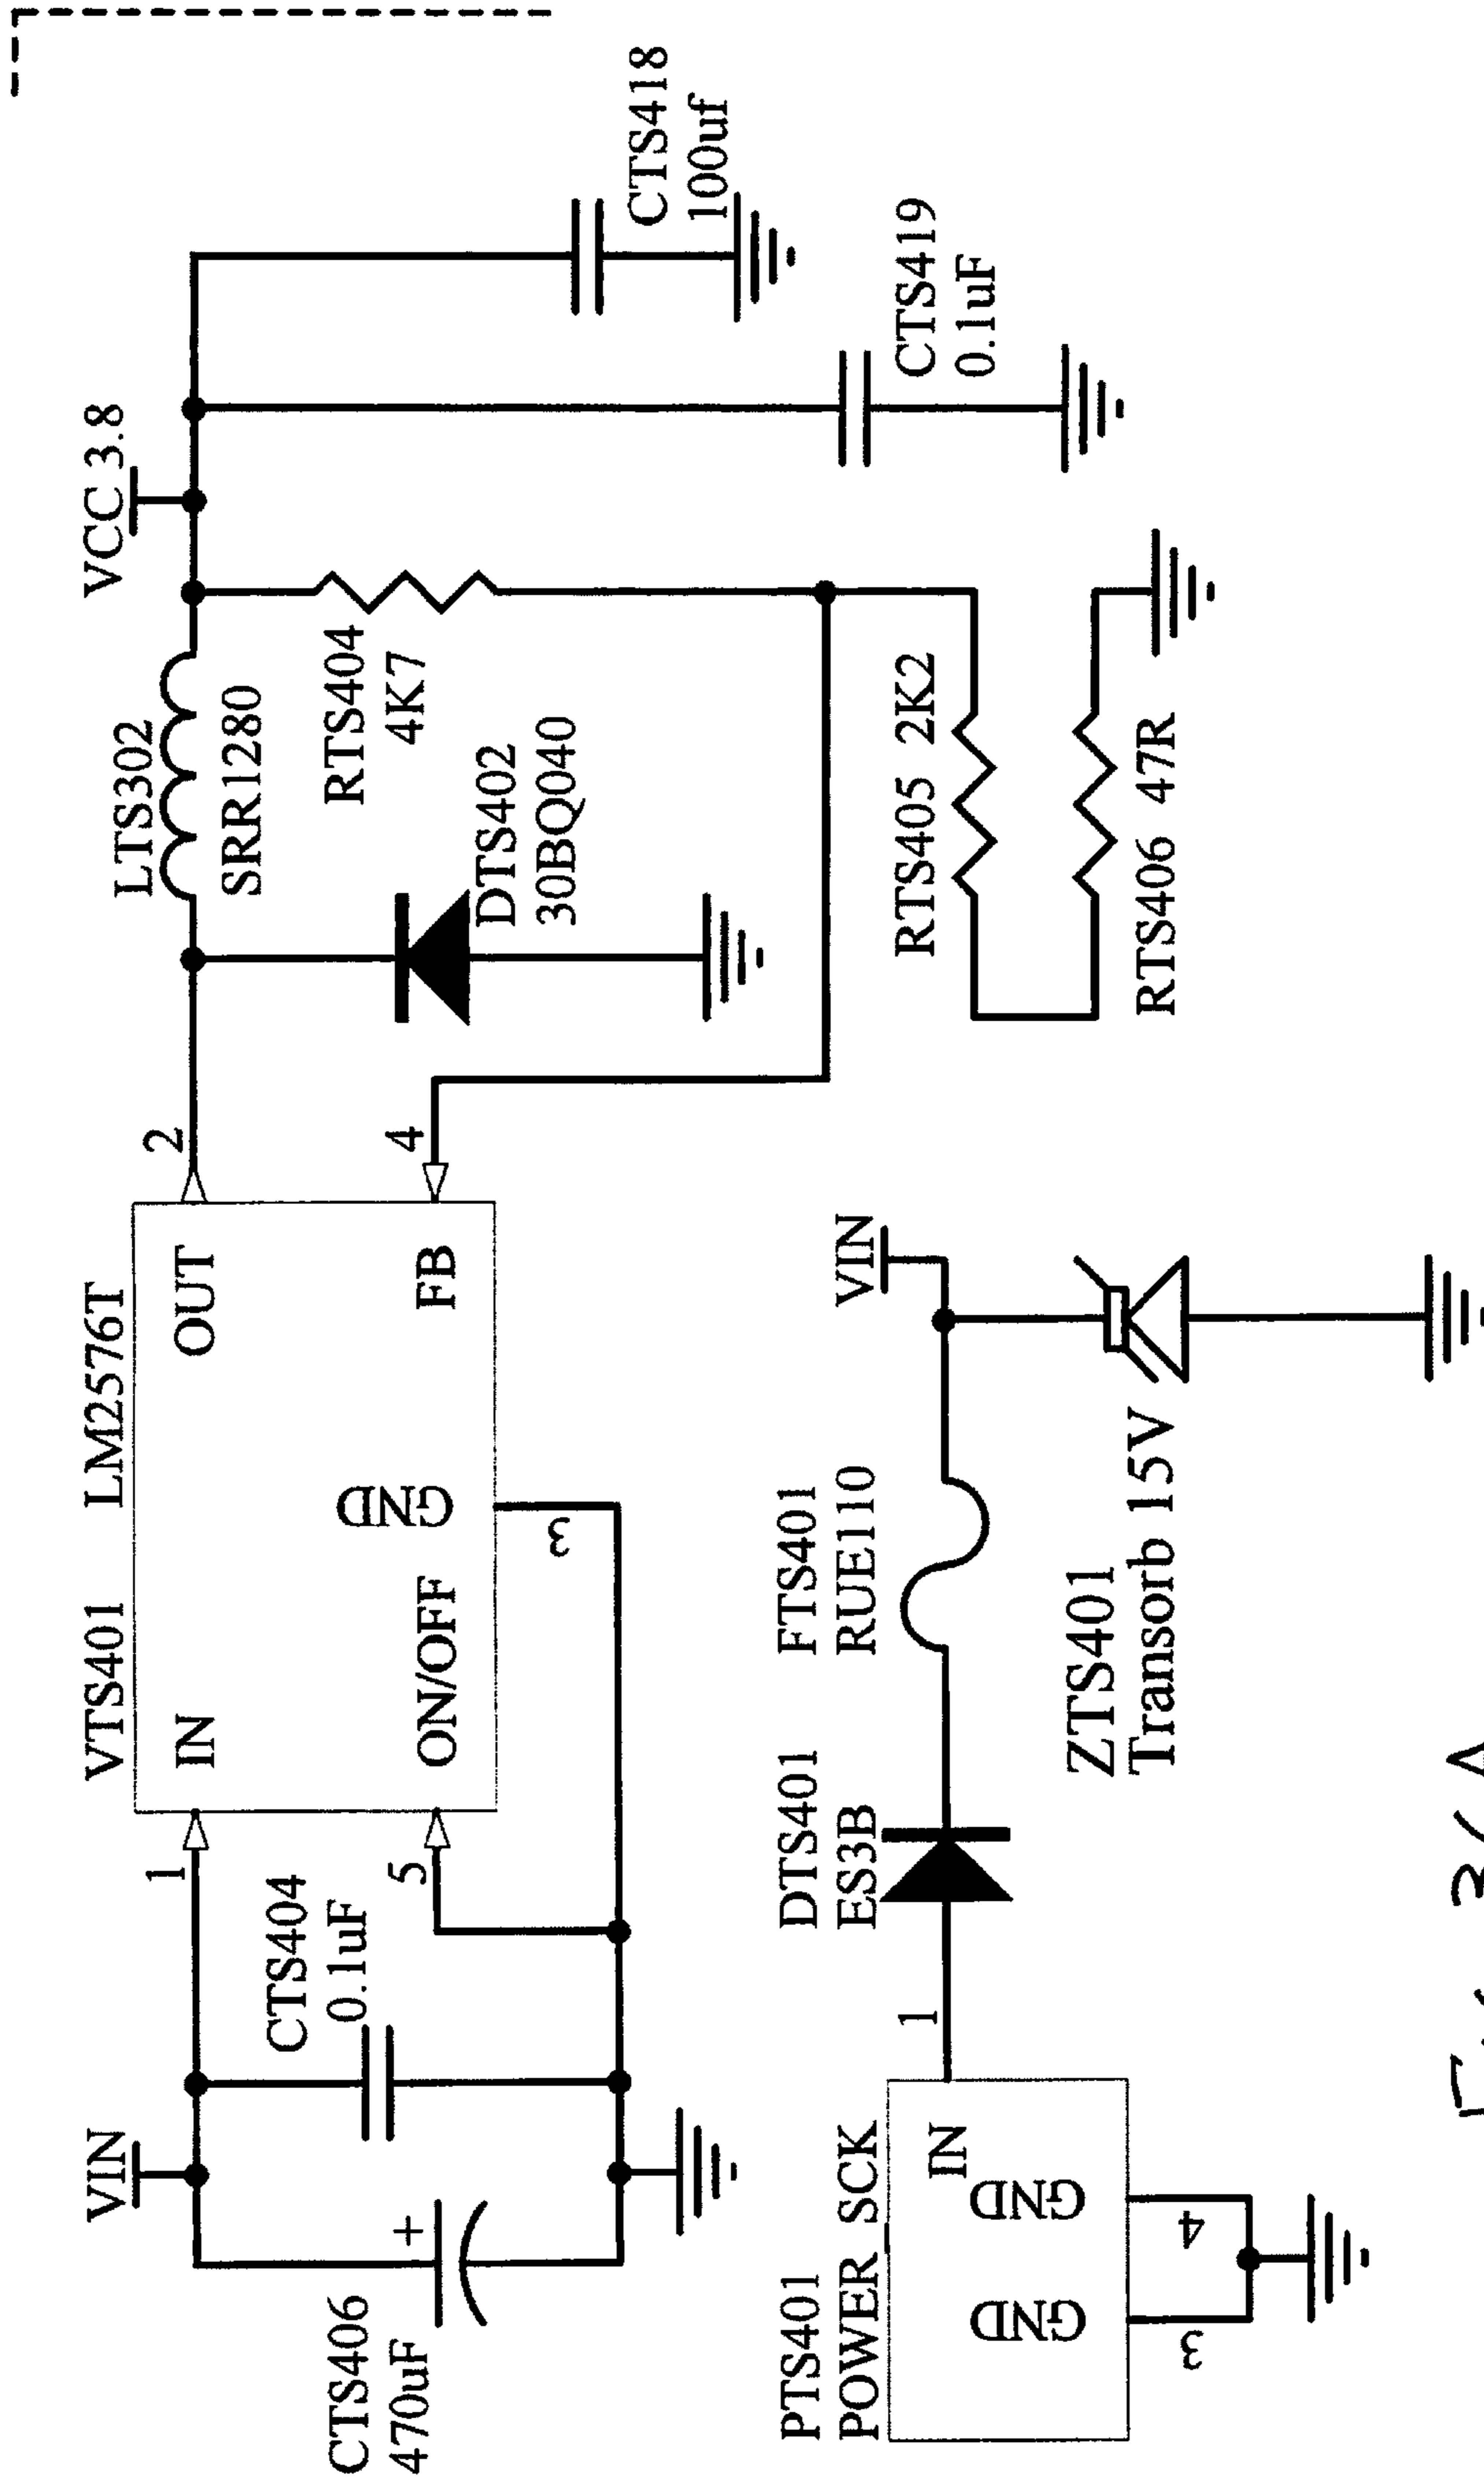 VIN
CTS406
470uF
CTS404
0.1uF
1
5
VTS401 LM2576T
IN
OUT
ON/OFF
GND
FB
3
2
4
LTS302
SRR1280
VCC 3.8
RTS404
4K7
DTS402
30BQ040
CTS418
100uf
CTS419
0.1uF
RTS405 2K2
RTS406 47R
PTS401
POWER SCK
IN
GND
GND
3
4
1
DTS401
ES3B
FTS401
RUE110
VIN
ZTS401
Transorb 15V